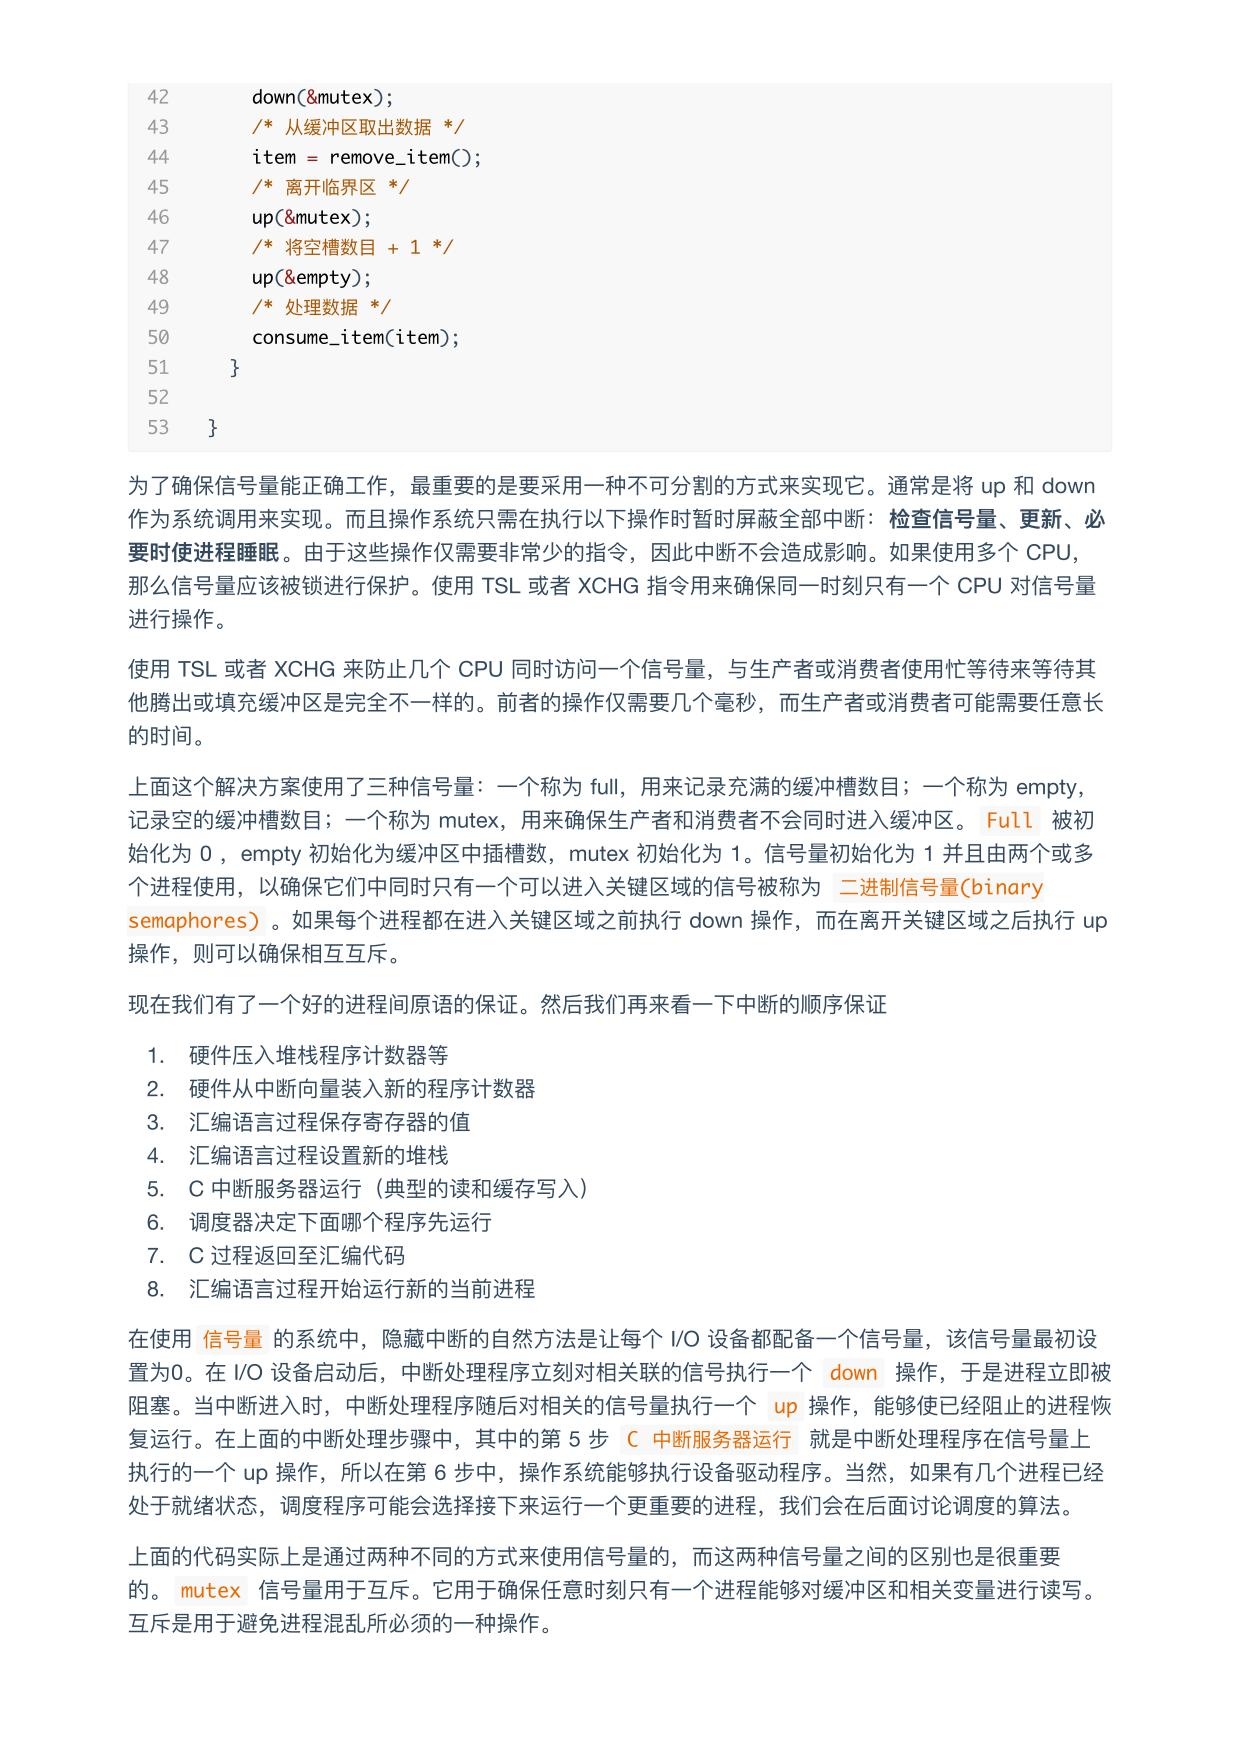 42 down(&mutex);
43 /* 从缓冲区取出数据 */
44 item = remove_item();
45 /* 离开临界区 */
46 up(&mutex);
47 /* 将空槽数目 + 1 */
48 up(&empty);
49 /* 处理数据 */
50 consume_item(item);
51 }
52
53 }
为了确保信号量能正确工作，最重要的是要采用一种不可分割的方式来实现它。通常是将 up 和 down
作为系统调用来实现。而且操作系统只需在执行以下操作时暂时屏蔽全部中断：检查信号量、更新、必
要时使进程睡眠。由于这些操作仅需要非常少的指令，因此中断不会造成影响。如果使用多个 CPU，
那么信号量应该被锁进行保护。使用 TSL 或者 XCHG 指令用来确保同一时刻只有一个 CPU 对信号量
进行操作。
使用 TSL 或者 XCHG 来防止几个 CPU 同时访问一个信号量，与生产者或消费者使用忙等待来等待其
他腾出或填充缓冲区是完全不一样的。前者的操作仅需要几个毫秒，而生产者或消费者可能需要任意长
的时间。
上面这个解决方案使用了三种信号量：一个称为 full，用来记录充满的缓冲槽数目；一个称为 empty，
记录空的缓冲槽数目；一个称为 mutex，用来确保生产者和消费者不会同时进入缓冲区。 Full 被初
始化为 0 ，empty 初始化为缓冲区中插槽数，mutex 初始化为 1。信号量初始化为 1 并且由两个或多
个进程使用，以确保它们中同时只有一个可以进入关键区域的信号被称为 二进制信号量(binary
semaphores) 。如果每个进程都在进入关键区域之前执行 down 操作，而在离开关键区域之后执行 up
操作，则可以确保相互互斥。
现在我们有了一个好的进程间原语的保证。然后我们再来看一下中断的顺序保证
1. 硬件压入堆栈程序计数器等
2. 硬件从中断向量装入新的程序计数器
3. 汇编语言过程保存寄存器的值
4. 汇编语言过程设置新的堆栈
5. C 中断服务器运行（典型的读和缓存写入）
6. 调度器决定下面哪个程序先运行
7. C 过程返回至汇编代码
8. 汇编语言过程开始运行新的当前进程
在使用 信号量 的系统中，隐藏中断的自然方法是让每个 I/O 设备都配备一个信号量，该信号量最初设
置为0。在 I/O 设备启动后，中断处理程序立刻对相关联的信号执行一个 down 操作，于是进程立即被
阻塞。当中断进入时，中断处理程序随后对相关的信号量执行一个 up 操作，能够使已经阻止的进程恢
复运行。在上面的中断处理步骤中，其中的第 5 步 C 中断服务器运行 就是中断处理程序在信号量上
执行的一个 up 操作，所以在第 6 步中，操作系统能够执行设备驱动程序。当然，如果有几个进程已经
处于就绪状态，调度程序可能会选择接下来运行一个更重要的进程，我们会在后面讨论调度的算法。
上面的代码实际上是通过两种不同的方式来使用信号量的，而这两种信号量之间的区别也是很重要
的。 mutex 信号量用于互斥。它用于确保任意时刻只有一个进程能够对缓冲区和相关变量进行读写。
互斥是用于避免进程混乱所必须的一种操作。